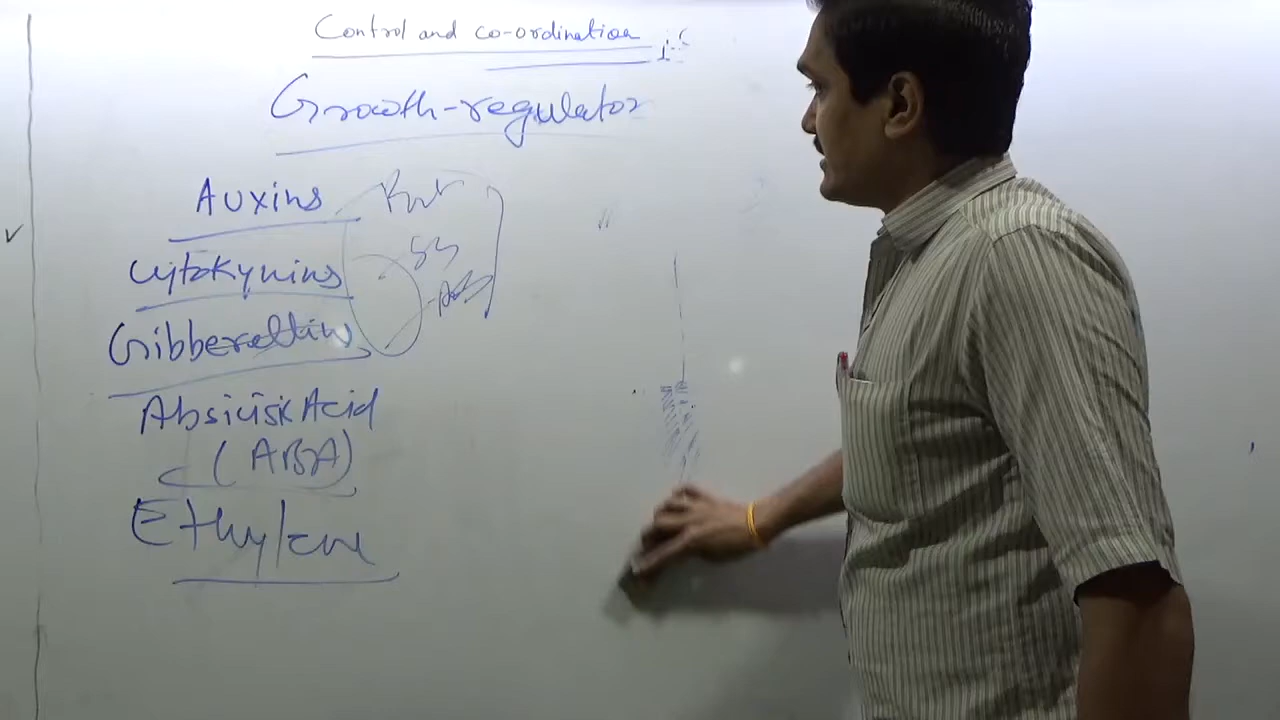 Control and co-ordination
Growth-regulator
Auxins
Cytokynins
Gibberellin
Absicisk Acid
(ABA)
Ethylene